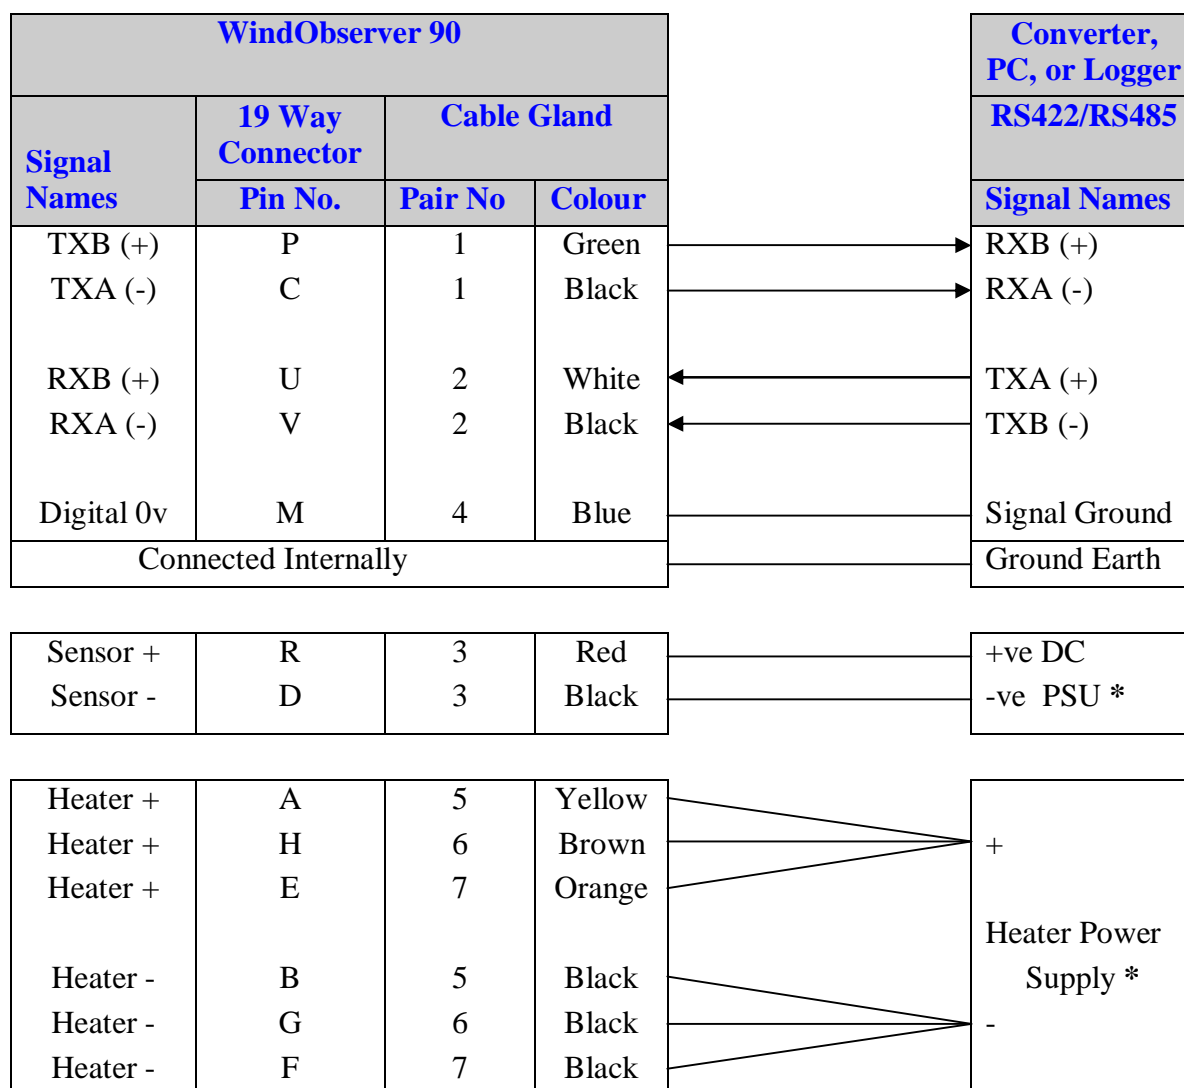 WindObserver 90 Converter, PC, or Logger
Signal Names 19 Way Connector Cable Gland RS422/RS485
Pin No. Pair No Colour Signal Names
TXB (+) P 1 Green RXB (+)
TXA (-) C 1 Black RXA (-)
RXB (+) U 2 White TXA (+)
RXA (-) V 2 Black TXB (-)
Digital 0v M 4 Blue Signal Ground
Connected Internally Ground Earth
Sensor + R 3 Red +ve DC
Sensor - D 3 Black -ve PSU *
Heater + A 5 Yellow
Heater + H 6 Brown +
Heater + E 7 Orange
Heater Power
Heater - B 5 Black Supply *
Heater - G 6 Black -
Heater - F 7 Black